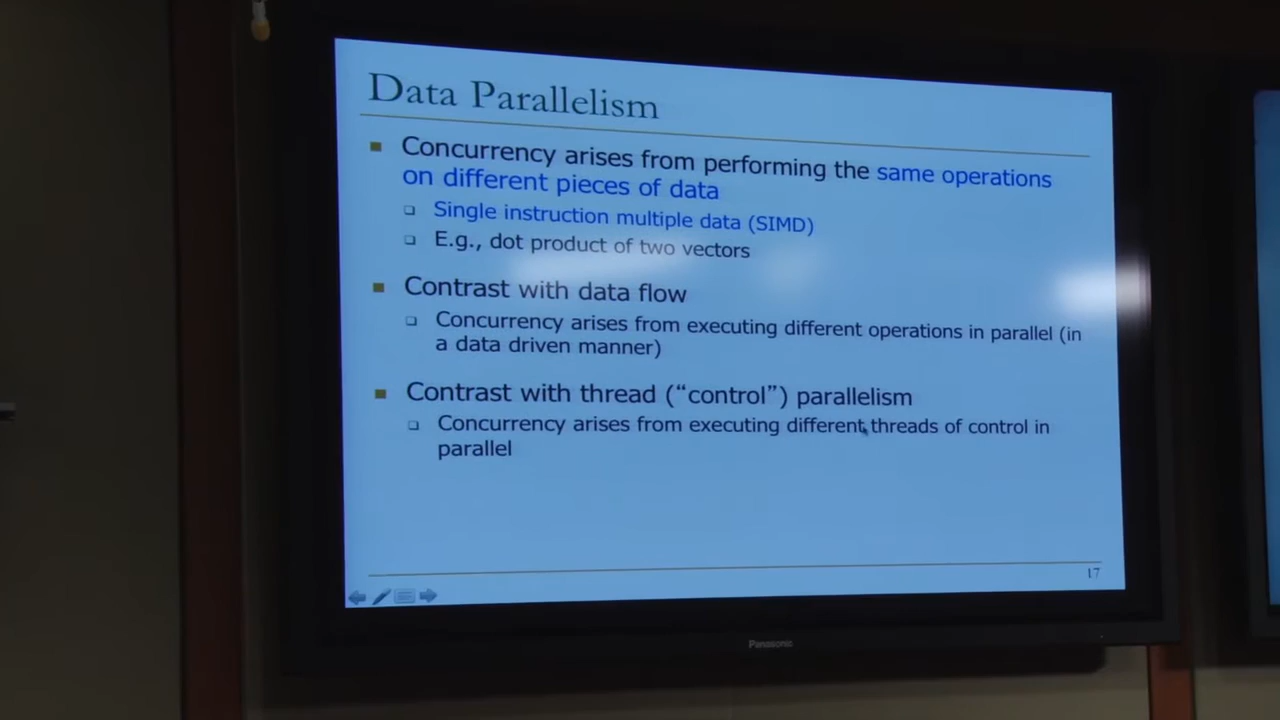 Data Parallelism
Concurrency arises from performing the same operations
on different pieces of data
Single instruction multiple data (SIMD)
E.g., dot product of two vectors
Contrast with data flow
Concurrency arises from executing different operations in parallel (in
a data driven manner)
Contrast with thread (“control”) parallelism
Concurrency arises from executing different threads of control in
parallel
17
Panasonic